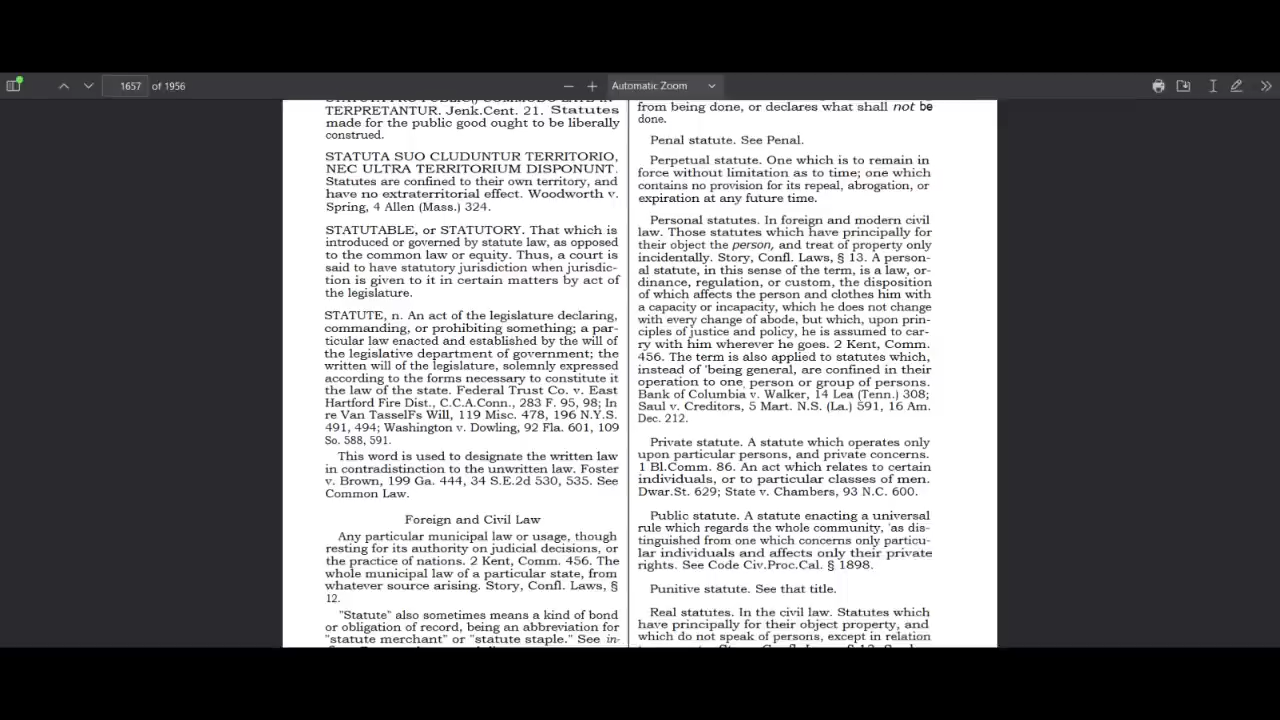 1657 of 1956
Automatic Zoom
TERPRETANTUR. Jenk.Cent. 21. Statutes
made for the public good ought to be liberally
construed.
STATUTA SUO CLUDUNTUR TERRITORIO,
NEC ULTRA TERRITORIUM DISPONUNT.
Statutes are confined to their own territory, and
have no extraterritorial effect. Woodworth v.
Spring, 4 Allen (Mass.) 324.
STATUTABLE, or STATUTORY. That which is
introduced or governed by statute law, as opposed
to the common law or equity. Thus, a court is
said to have statutory jurisdiction when jurisdic-
tion is given to it in certain matters by act of
the legislature.
STATUTE, n. An act of the legislature declaring,
commanding, or prohibiting something; a par-
ticular law enacted and established by the will of
the legislative department of government; the
written will of the legislature, solemnly expressed
according to the forms necessary to constitute it
the law of the state. Federal Trust Co. v. East
Hartford Fire Dist., C.C.A.Conn., 283 F. 95, 98; In
re Van TasselFs Will, 119 Misc. 478, 196 N.Y.S.
491, 494; Washington v. Dowling, 92 Fla. 601, 109
So. 588, 591.
This word is used to designate the written law
in contradistinction to the unwritten law. Foster
v. Brown, 199 Ga. 444, 34 S.E.2d 530, 535. See
Common Law.
Foreign and Civil Law
Any particular municipal law or usage, though
resting for its authority on judicial decisions, or
the practice of nations. 2 Kent, Comm. 456. The
whole municipal law of a particular state, from
whatever source arising. Story, Confl. Laws, §
12.
"Statute" also sometimes means a kind of bond
or obligation of record, being an abbreviation for
"statute merchant" or "statute staple." See in-
from being done, or declares what shall not be
done.
Penal statute. See Penal.
Perpetual statute. One which is to remain in
force without limitation as to time; one which
contains no provision for its repeal, abrogation, or
expiration at any future time.
Personal statutes. In foreign and modern civil
law. Those statutes which have principally for
their object the person, and treat of property only
incidentally. Story, Confl. Laws, § 13. A person-
al statute, in this sense of the term, is a law, or-
dinance, regulation, or custom, the disposition
of which affects the person and clothes him with
a capacity or incapacity, which he does not change
with every change of abode, but which, upon prin-
ciples of justice and policy, he is assumed to car-
ry with him wherever he goes. 2 Kent, Comm.
456. The term is also applied to statutes which,
instead of 'being general, are confined in their
operation to one person or group of persons.
Bank of Columbia v. Walker, 14 Lea (Tenn.) 308;
Saul v. Creditors, 5 Mart. N.S. (La.) 591, 16 Am.
Dec. 212.
Private statute. A statute which operates only
upon particular persons, and private concerns.
1 Bl.Comm. 86. An act which relates to certain
individuals, or to particular classes of men.
Dwar.St. 629; State v. Chambers, 93 N.C. 600.
Public statute. A statute enacting a universal
rule which regards the whole community, 'as dis-
tinguished from one which concerns only particu-
lar individuals and affects only their private
rights. See Code Civ.Proc.Cal. § 1898.
Punitive statute. See that title.
Real statutes. In the civil law. Statutes which
have principally for their object property, and
which do not speak of persons, except in relation